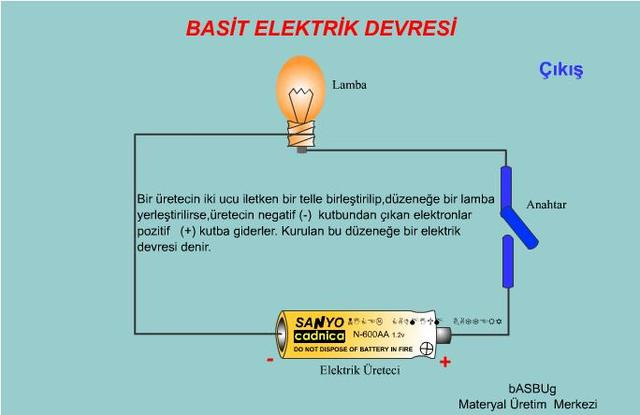 BASİT ELEKTRİK DEVRESİ
Çıkış
Lamba
Bir üretecin iki ucu iletken bir telle birleştirilip,düzeneğe bir lamba
yerleştirilirse,üretecin negatif (-) kutbundan çıkan elektronlar
pozitif (+) kutba giderler. Kurulan bu düzeneğe bir elektrik
devresi denir.
Anahtar
SANYO
cadnica N-600AA 1.2v
DO NOT DISPOSE OF BATTERY IN FIRE
- +
Elektrik Üreteci
bASBUg
Materyal Üretim Merkezi